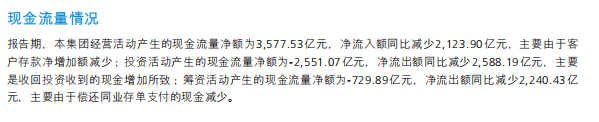 现金流量情况
报告期，本集团经营活动产生的现金流量净额为3,577.53亿元，净流入额同比减少2,123.90亿元，主要由于客
户存款净增加额减少；投资活动产生的现金流量净额为-2,551.07亿元，净流出额同比减少2,588.19亿元，主要
是收回投资收到的现金增加所致；筹资活动产生的现金流量净额为-729.89亿元，净流出额同比减少2,240.43亿
元，主要由于偿还同业存单支付的现金减少。